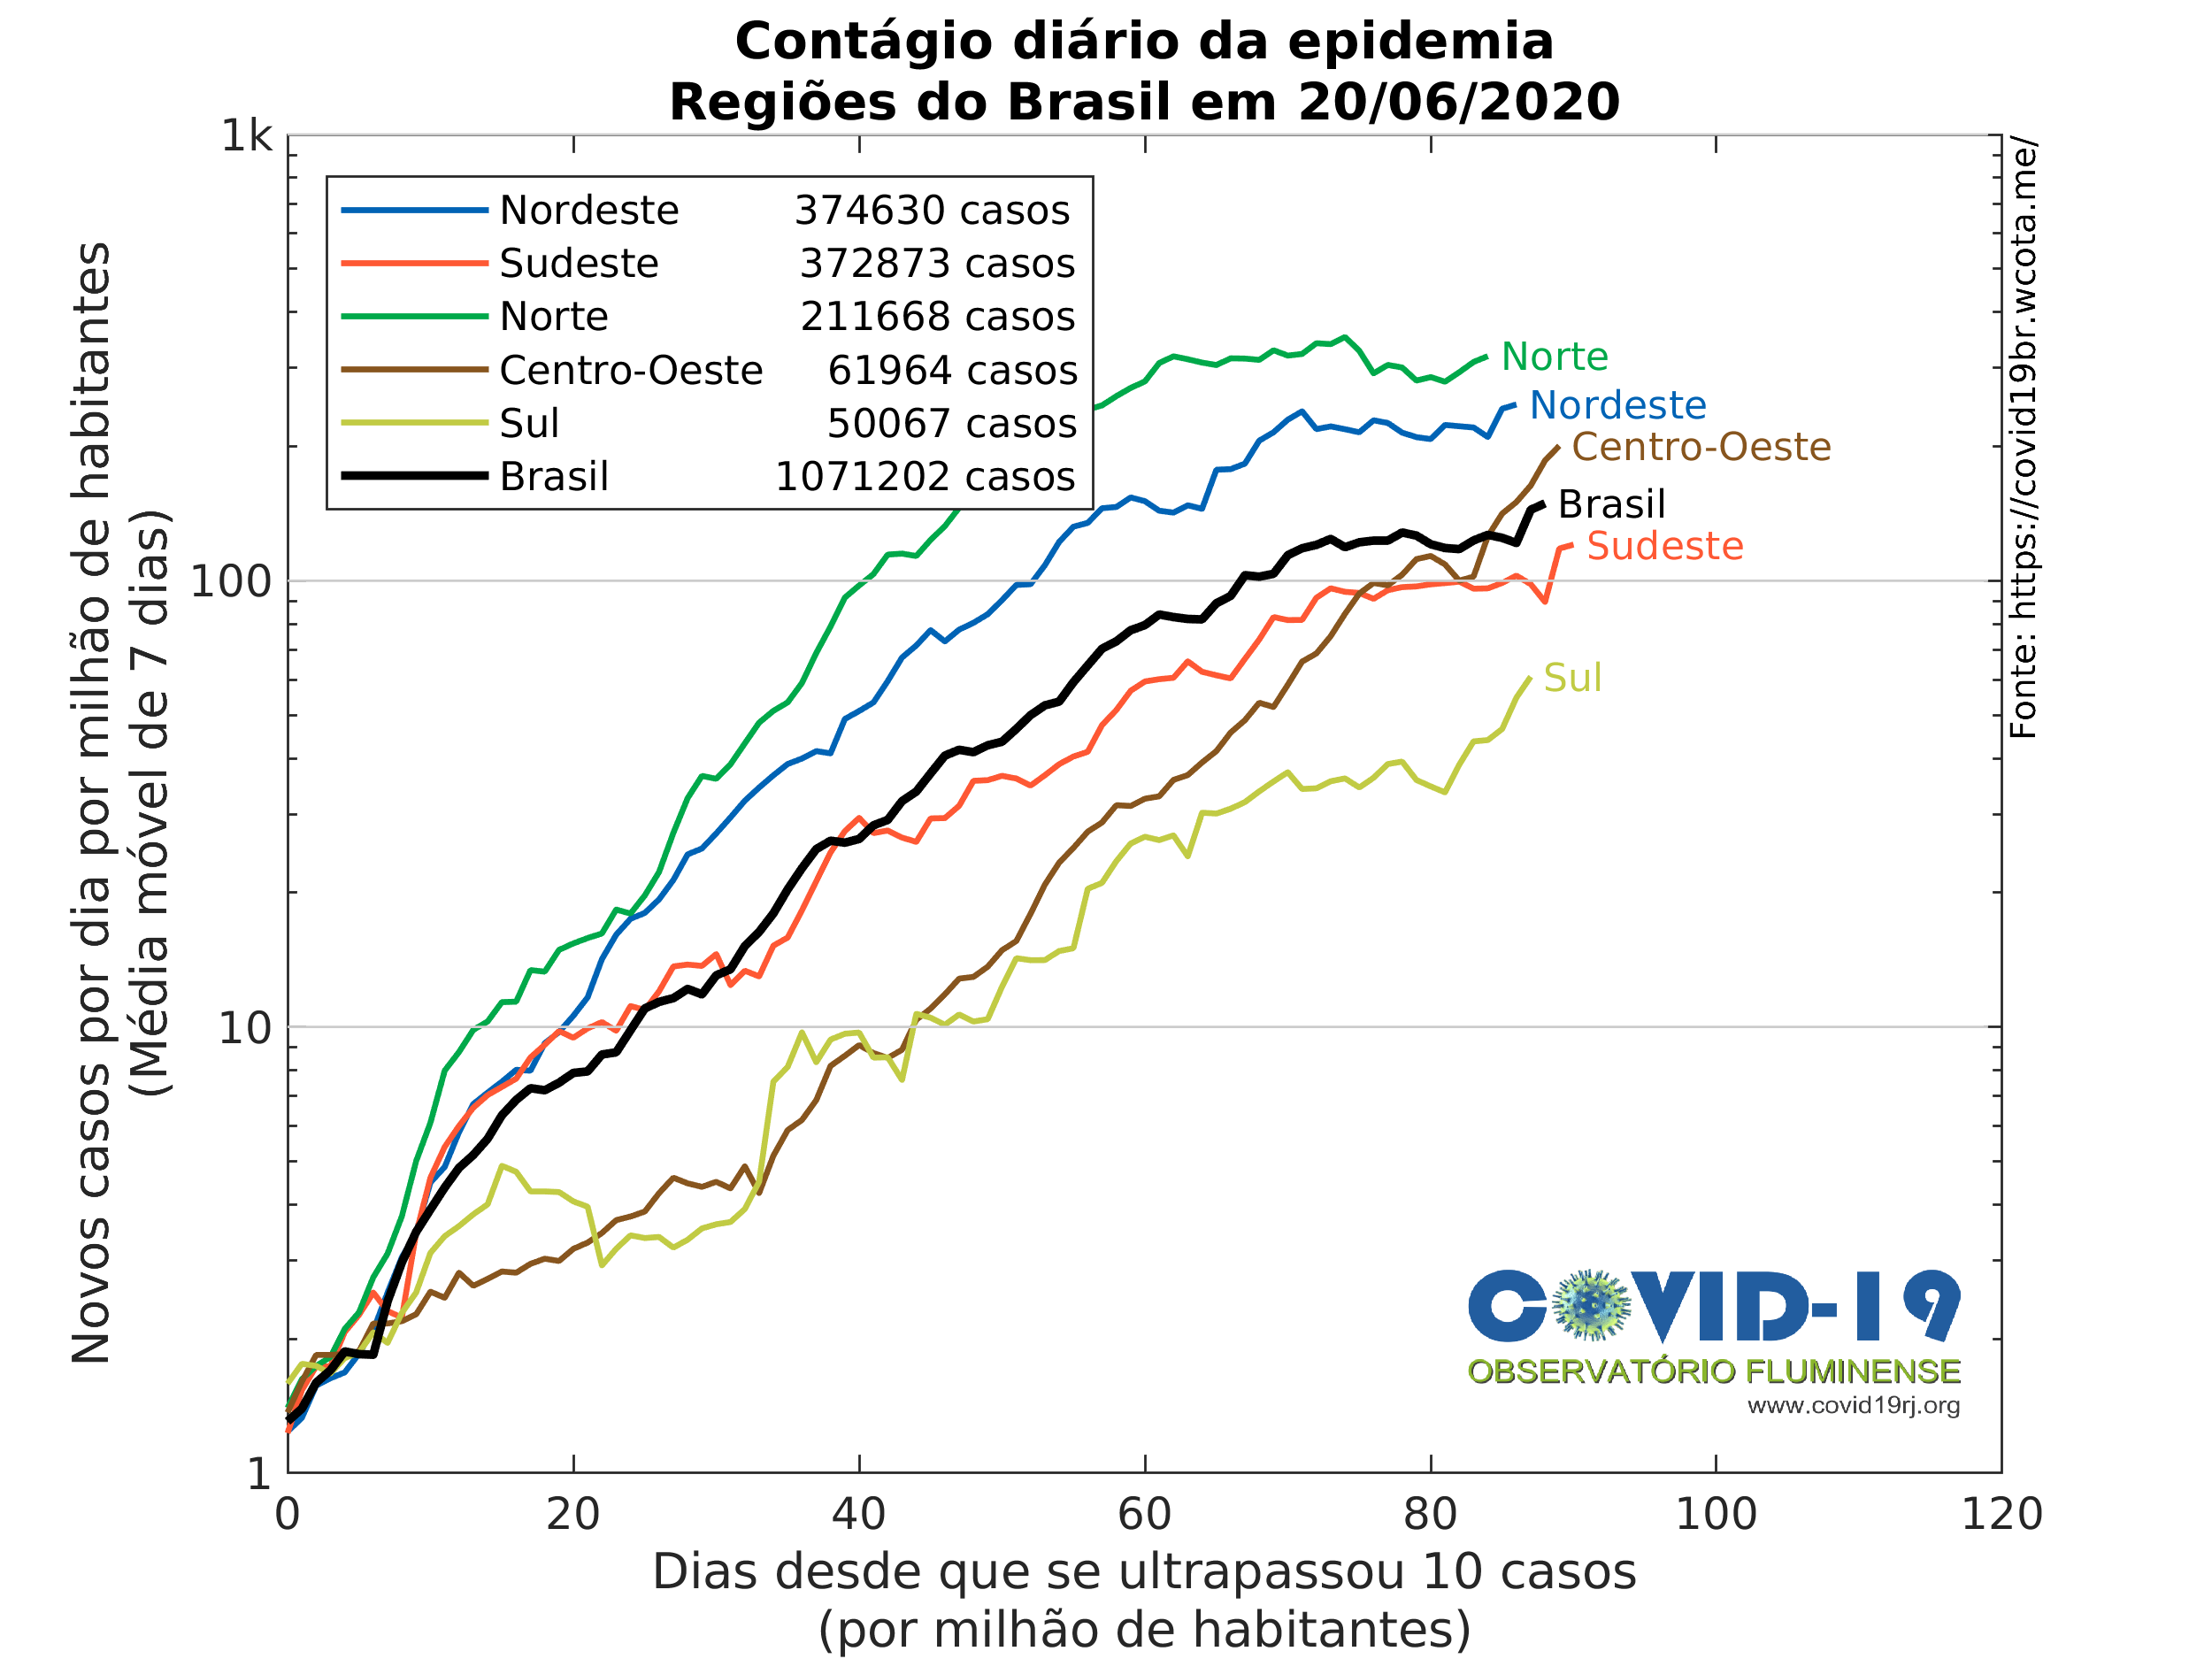 Contágio diário da epidemia
Regiões do Brasil em 20/06/2020
Novos casos por dia por milhão de habitantes
(Média móvel de 7 dias)
1k
100
10
1
Nordeste 374630 casos
Sudeste 372873 casos
Norte 211668 casos
Centro-Oeste 61964 casos
Sul 50067 casos
Brasil 1071202 casos
Norte
Nordeste
Centro-Oeste
Brasil
Sudeste
Sul
Fonte: https://covid19br.wcota.me/
COVID-19
OBSERVATÓRIO FLUMINENSE
www.covid19rj.org
0 20 40 60 80 100 120
Dias desde que se ultrapassou 10 casos
(por milhão de habitantes)